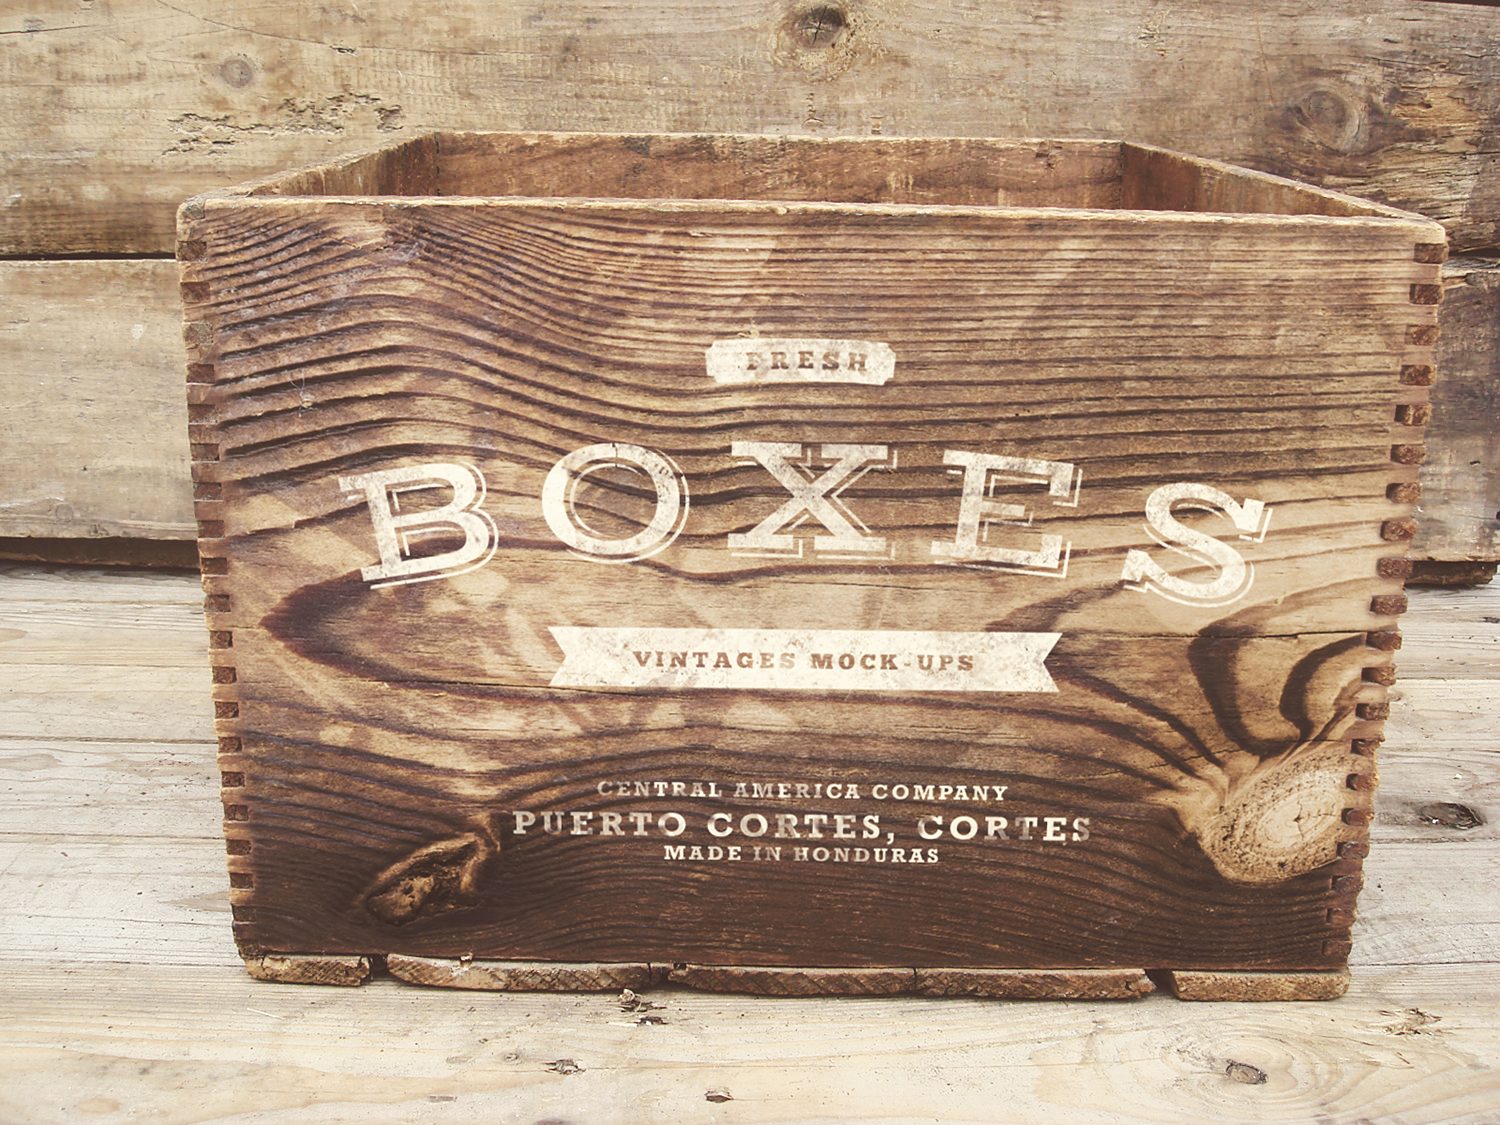 FRESH
BOXES
VINTAGES MOCK-UPS
CENTRAL AMERICA COMPANY
PUERTO CORTES, CORTES
MADE IN HONDURAS